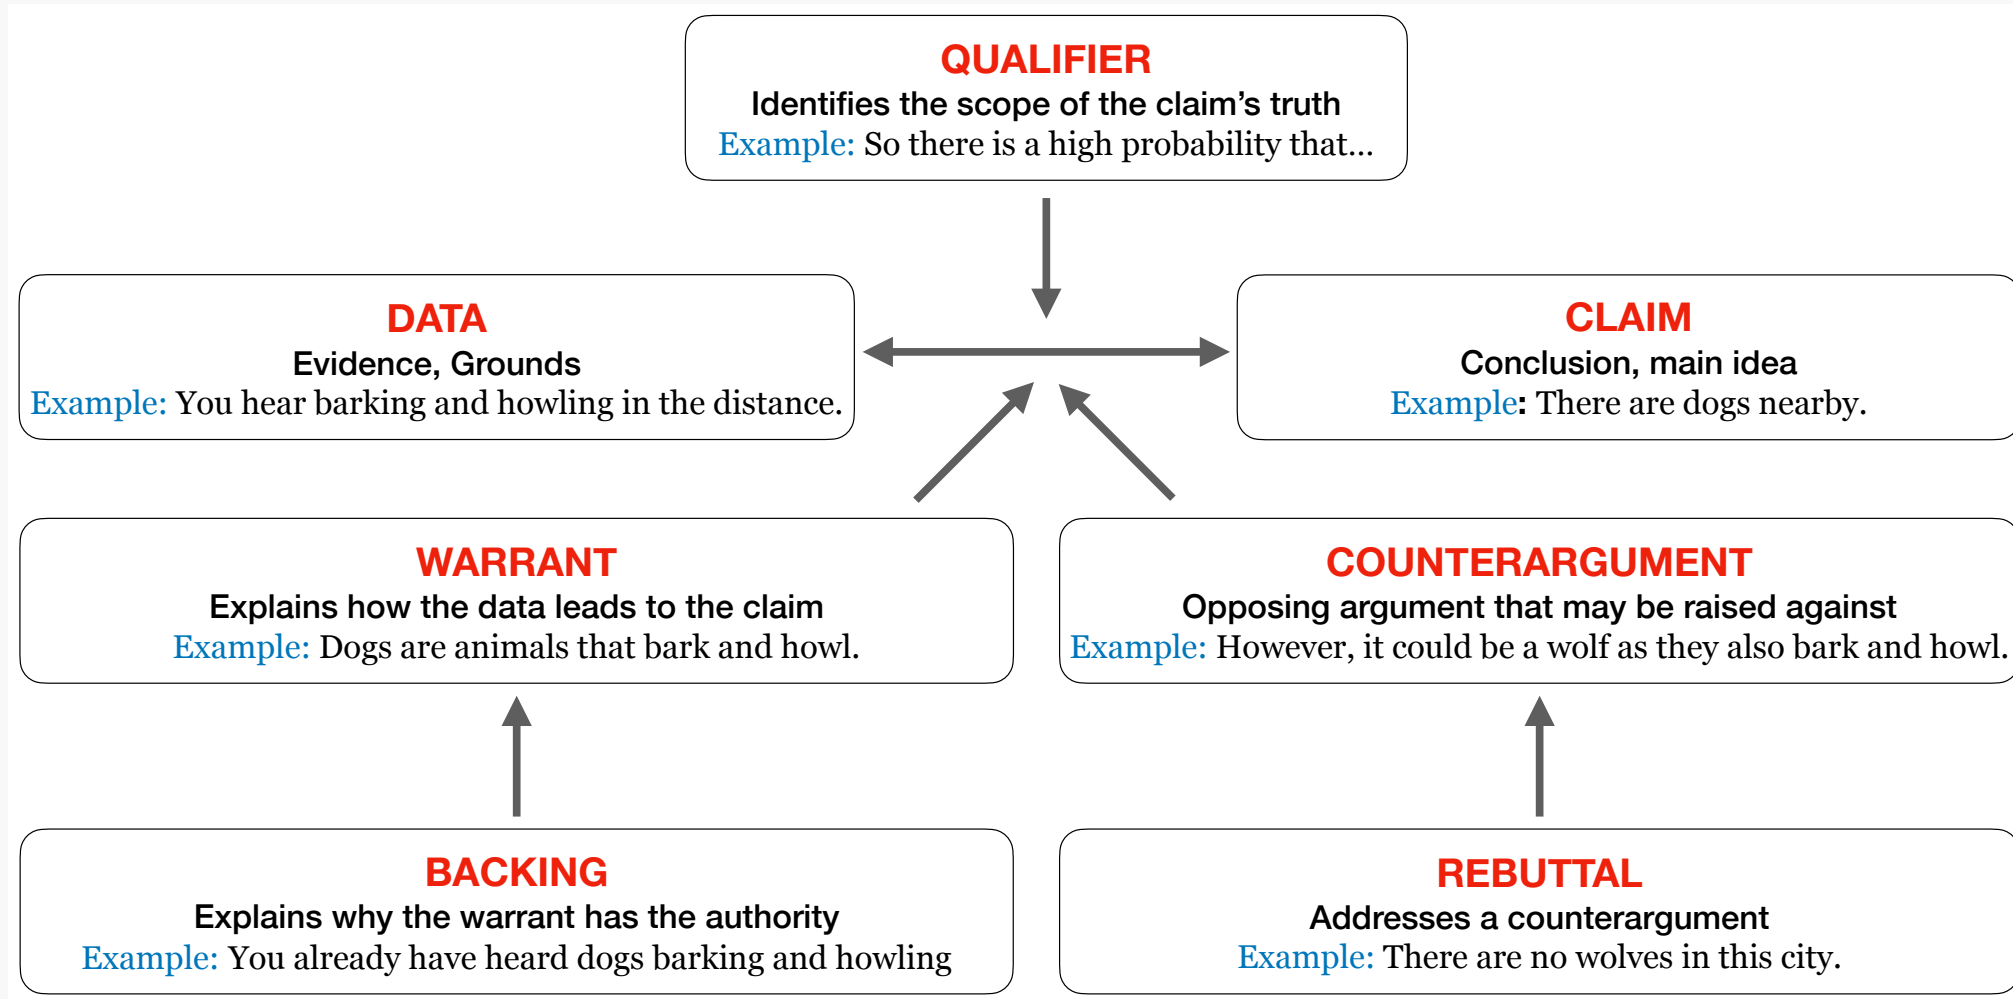 QUALIFIER
Identifies the scope of the claim’s truth
Example: So there is a high probability that...
DATA
Evidence, Grounds
Example: You hear barking and howling in the distance.
CLAIM
Conclusion, main idea
Example: There are dogs nearby.
WARRANT
Explains how the data leads to the claim
Example: Dogs are animals that bark and howl.
COUNTERARGUMENT
Opposing argument that may be raised against
Example: However, it could be a wolf as they also bark and howl.
BACKING
Explains why the warrant has the authority
Example: You already have heard dogs barking and howling
REBUTTAL
Addresses a counterargument
Example: There are no wolves in this city.